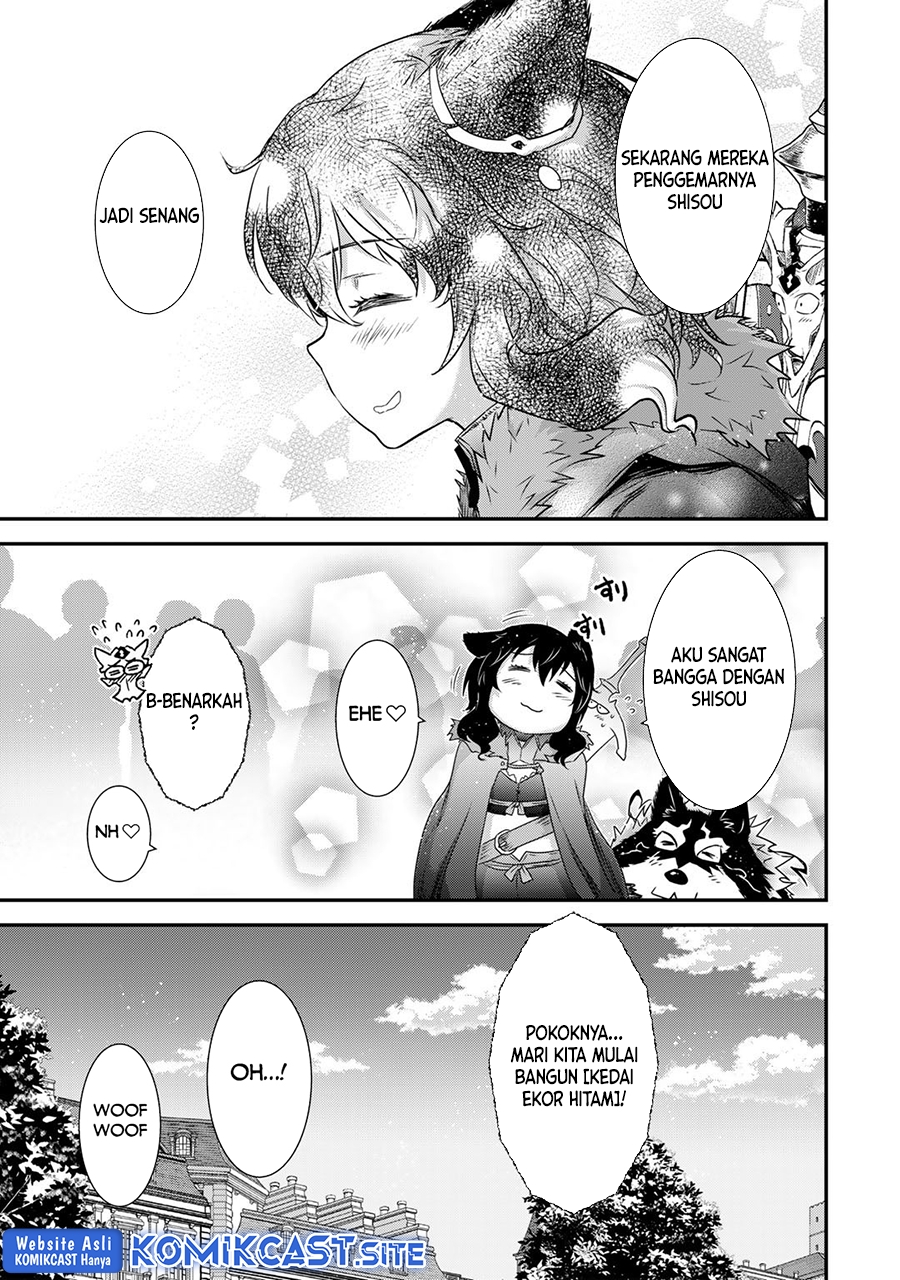 SEKARANG MEREKA
PENGGEMARNYA
SHISOU
JADI SENANG
AKU SANGAT
BANGGA DENGAN
SHISOU
すり
すり
EHE♡
B-BENARKAH
?
NH♡
POKOKNYA...
MARI KITA MULAI
BANGUN [KEDAI
EKOR HITAM]!
OH...!
WOOF
WOOF
Website Asli
KOMIKCAST Hanya
KOMIKCAST.SITE